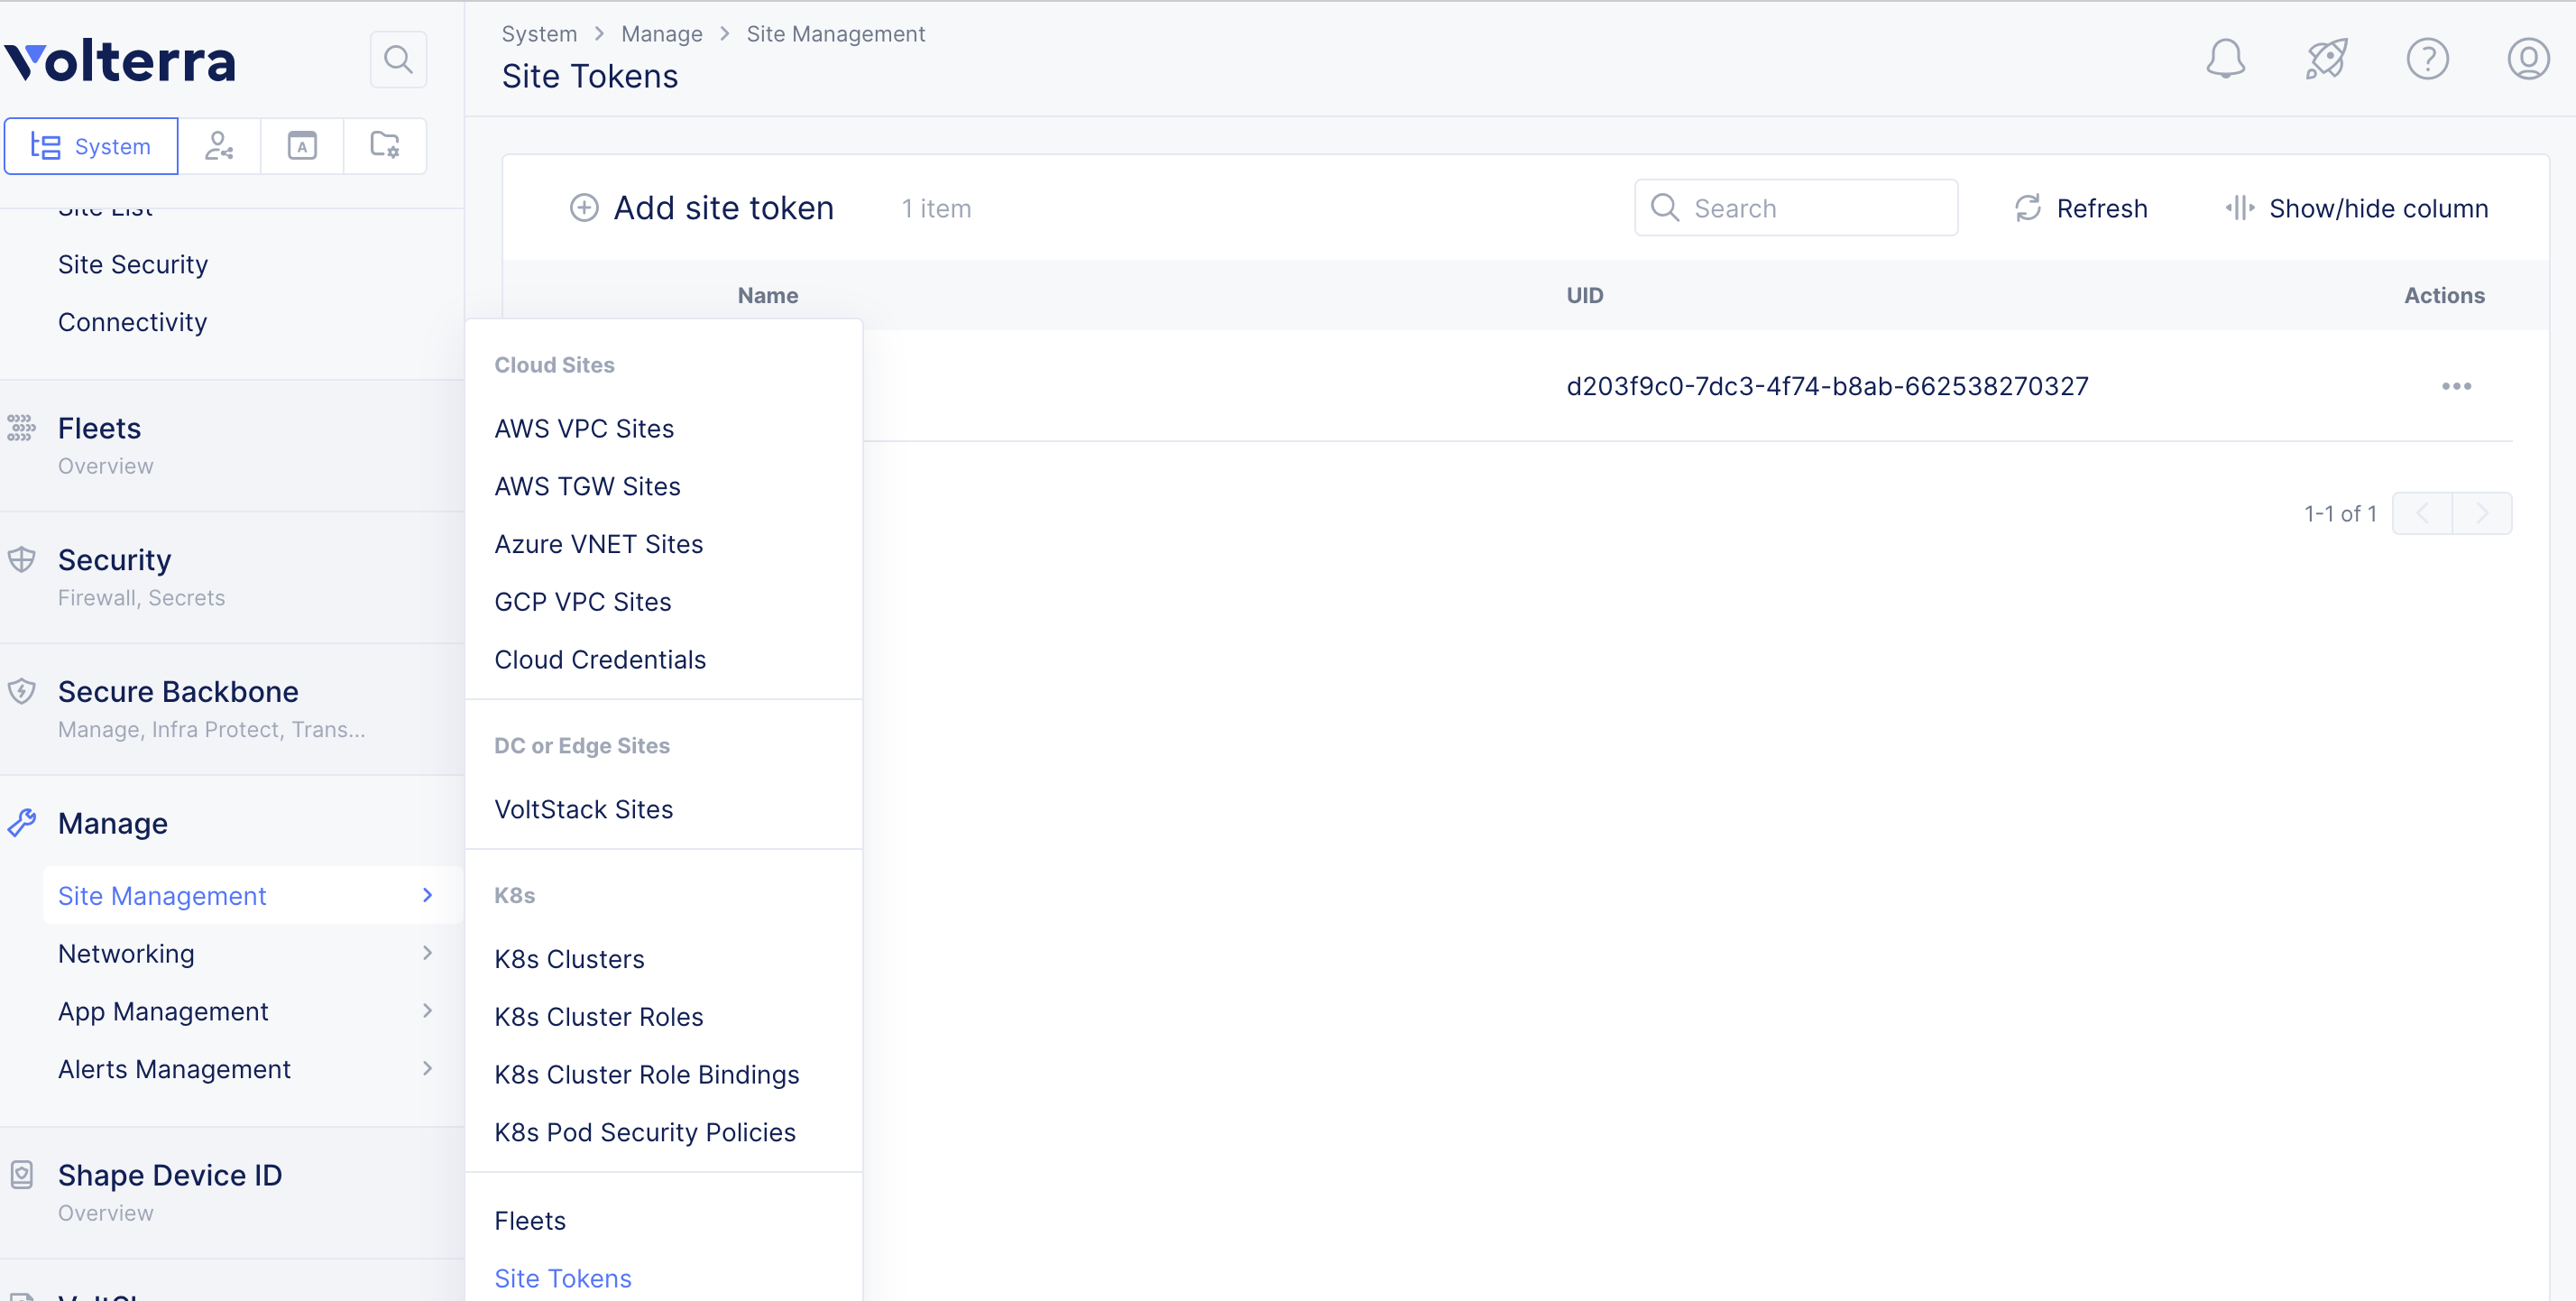 Volterra
System
A
Site List
Site Security
Connectivity
Fleets
Overview
Security
Firewall, Secrets
Secure Backbone
Manage, Infra Protect, Trans...
Manage
Site Management
Networking
App Management
Alerts Management
Shape Device ID
Overview
System > Manage > Site Management
Site Tokens
?
Add site token
1 item
Search
Refresh
Show/hide column
Name UID Actions
d203f9c0-7dc3-4f74-b8ab-662538270327
1-1 of 1
Cloud Sites
AWS VPC Sites
AWS TGW Sites
Azure VNET Sites
GCP VPC Sites
Cloud Credentials
DC or Edge Sites
VoltStack Sites
K8s
K8s Clusters
K8s Cluster Roles
K8s Cluster Role Bindings
K8s Pod Security Policies
Fleets
Site Tokens